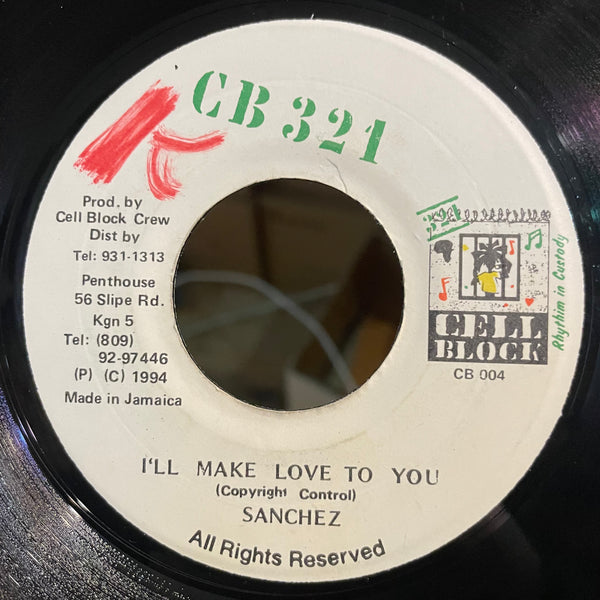 CB 321
Prod. by
Cell Block Crew
Dist by
Tel: 931-1313
Penthouse
56 Slipe Rd.
Kgn 5
Tel: (809)
92-97446
(P) (C) 1994
Made in Jamaica
321
CELL
BLOCK
Rhythim in Custody
CB 004
I'LL MAKE LOVE TO YOU
(Copyright Control)
SANCHEZ
All Rights Reserved